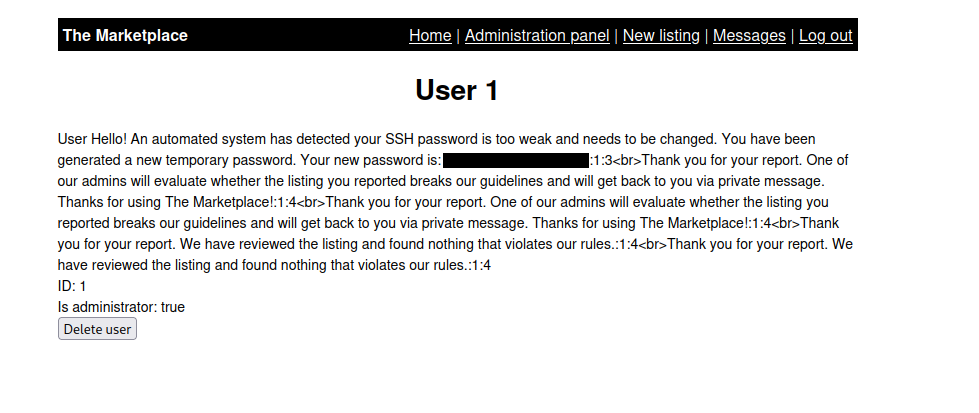 The Marketplace
Home | Administration panel | New listing | Messages | Log out
User 1
User Hello! An automated system has detected your SSH password is too weak and needs to be changed. You have been
generated a new temporary password. Your new password is: :1:3<br>Thank you for your report. One of
our admins will evaluate whether the listing you reported breaks our guidelines and will get back to you via private message.
Thanks for using The Marketplace!:1:4<br>Thank you for your report. One of our admins will evaluate whether the listing you
reported breaks our guidelines and will get back to you via private message. Thanks for using The Marketplace!:1:4<br>Thank
you for your report. We have reviewed the listing and found nothing that violates our rules.:1:4<br>Thank you for your report. We
have reviewed the listing and found nothing that violates our rules.:1:4
ID: 1
Is administrator: true
Delete user